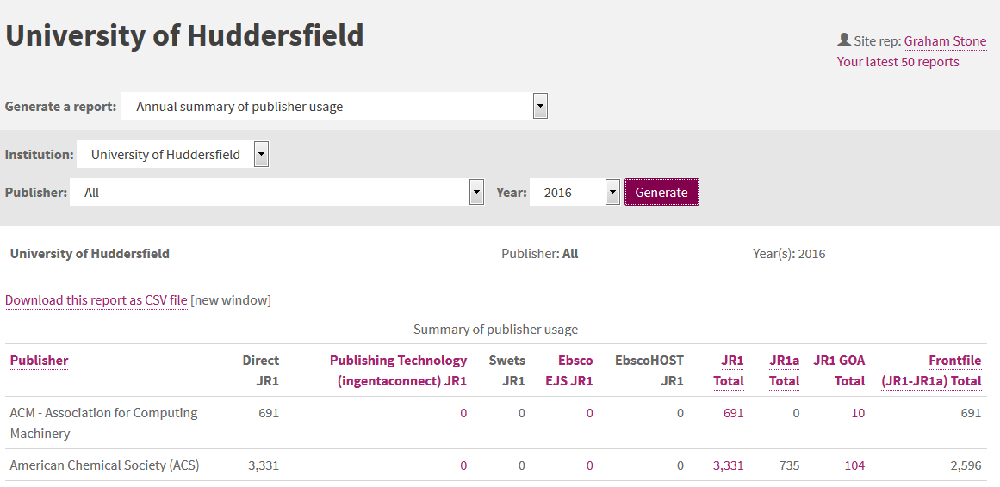 University of Huddersfield
Site rep: Graham Stone
Your latest 50 reports
Generate a report: Annual summary of publisher usage
Institution: University of Huddersfield
Publisher: All Year: 2016 Generate
University of Huddersfield Publisher: All Year(s): 2016
Download this report as CSV file [new window]
Summary of publisher usage
Publisher Direct Publishing Technology Swets Ebsco EbscoHOST JR1 JR1a JR1 GOA Frontfile
JR1 (ingentaconnect) JR1 JR1 EJS JR1 JR1 Total Total Total (JR1-JR1a) Total
ACM - Association for Computing 691 0 0 0 0 691 0 10 691
Machinery
American Chemical Society (ACS) 3,331 0 0 0 0 3,331 735 104 2,596